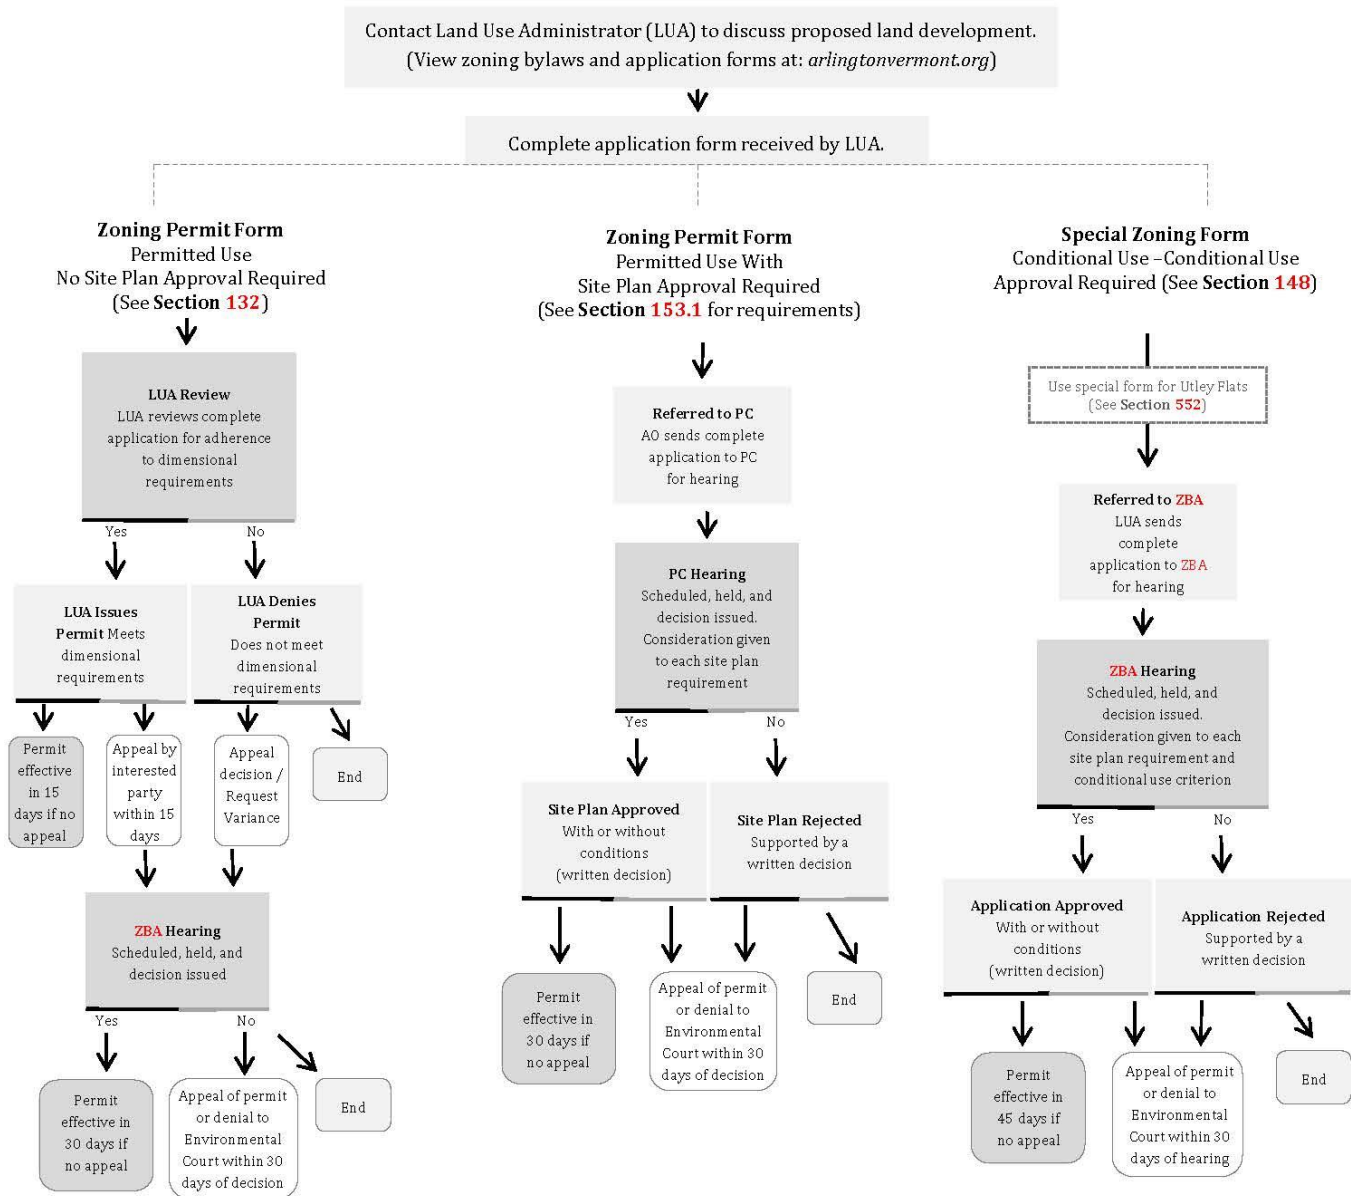 Contact Land Use Administrator (LUA) to discuss proposed land development.
(View zoning bylaws and application forms at: arlingtonvermont.org)
Complete application form received by LUA.
Zoning Permit Form
Permitted Use
No Site Plan Approval Required
(See Section 132)
LUA Review
LUA reviews complete
application for adherence
to dimensional
requirements
Yes
No
LUA Issues
Permit Meets
dimensional
requirements
LUA Denies
Permit
Does not meet
dimensional
requirements
Permit
effective
in 15
days if no
appeal
Appeal by
interested
party
within 15
days
Appeal
decision /
Request
Variance
End
ZBA Hearing
Scheduled, held, and
decision issued
Yes
No
Permit
effective in
30 days if
no appeal
Appeal of permit
or denial to
Environmental
Court within 30
days of decision
End
Zoning Permit Form
Permitted Use With
Site Plan Approval Required
(See Section 153.1 for requirements)
Referred to PC
AO sends complete
application to PC
for hearing
PC Hearing
Scheduled, held, and
decision issued.
Consideration given
to each site plan
requirement
Yes
No
Site Plan Approved
With or without
conditions
(written decision)
Site Plan Rejected
Supported by a
written decision
Permit
effective in
30 days if
no appeal
Appeal of permit
or denial to
Environmental
Court within 30
days of decision
End
Special Zoning Form
Conditional Use –Conditional Use
Approval Required (See Section 148)
Use special form for Utley Flats
(See Section 552)
Referred to ZBA
LUA sends
complete
application to ZBA
for hearing
ZBA Hearing
Scheduled, held, and
decision issued.
Consideration given to each
site plan requirement and
conditional use criterion
Yes
No
Application Approved
With or without
conditions
(written decision)
Application Rejected
Supported by a
written decision
Permit
effective in
45 days if
no appeal
Appeal of permit
or denial to
Environmental
Court within 30
days of hearing
End